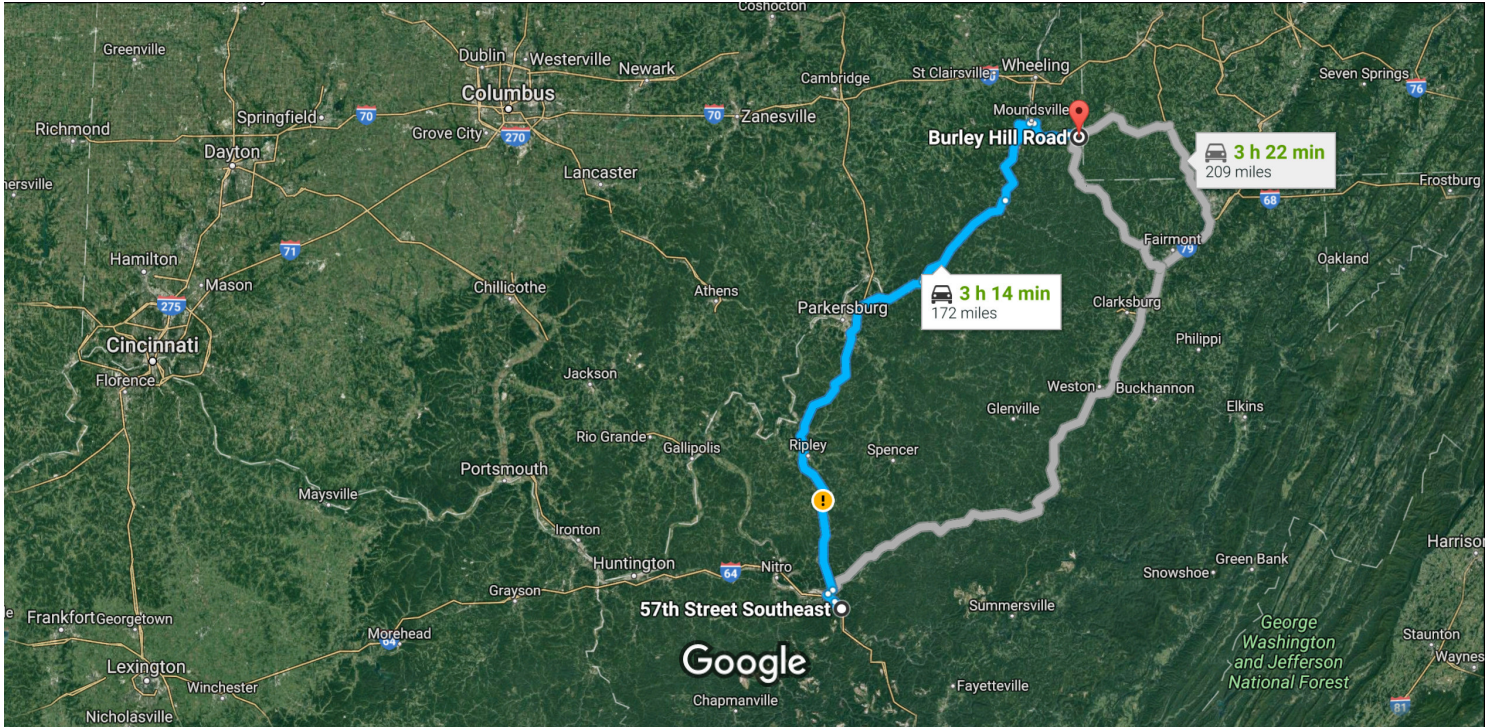 Coshocton
Greenville
Dublin
Westerville
Newark
Cambridge
St Clairsville
70
Wheeling
Seven Springs
76
Columbus
Springfield
70
70
Zanesville
Moundsville
Richmond
Grove City
270
Burley Hill Road
3 h 22 min
209 miles
Dayton
ersville
Lancaster
Frostburg
68
71
Fairmont
79
Oakland
Hamilton
Mason
Chillicothe
Athens
3 h 14 min
172 miles
275
Parkersburg
Clarksburg
Cincinnati
Philippi
Florence
Jackson
Weston
Buckhannon
Glenville
Elkins
Rio Grande
Gallipolis
Ripley
Spencer
Portsmouth
Maysville
!
Ironton
Harrison
Huntington
64
Nitro
Green Bank
Snowshoe
Grayson
57th Street Southeast
Summersville
Frankfort
Georgetown
George
Washington
and Jefferson
National Forest
Morehead
64
Staunton
Google
Waynes
Lexington
Winchester
Fayetteville
Chapmanville
81
Nicholasville